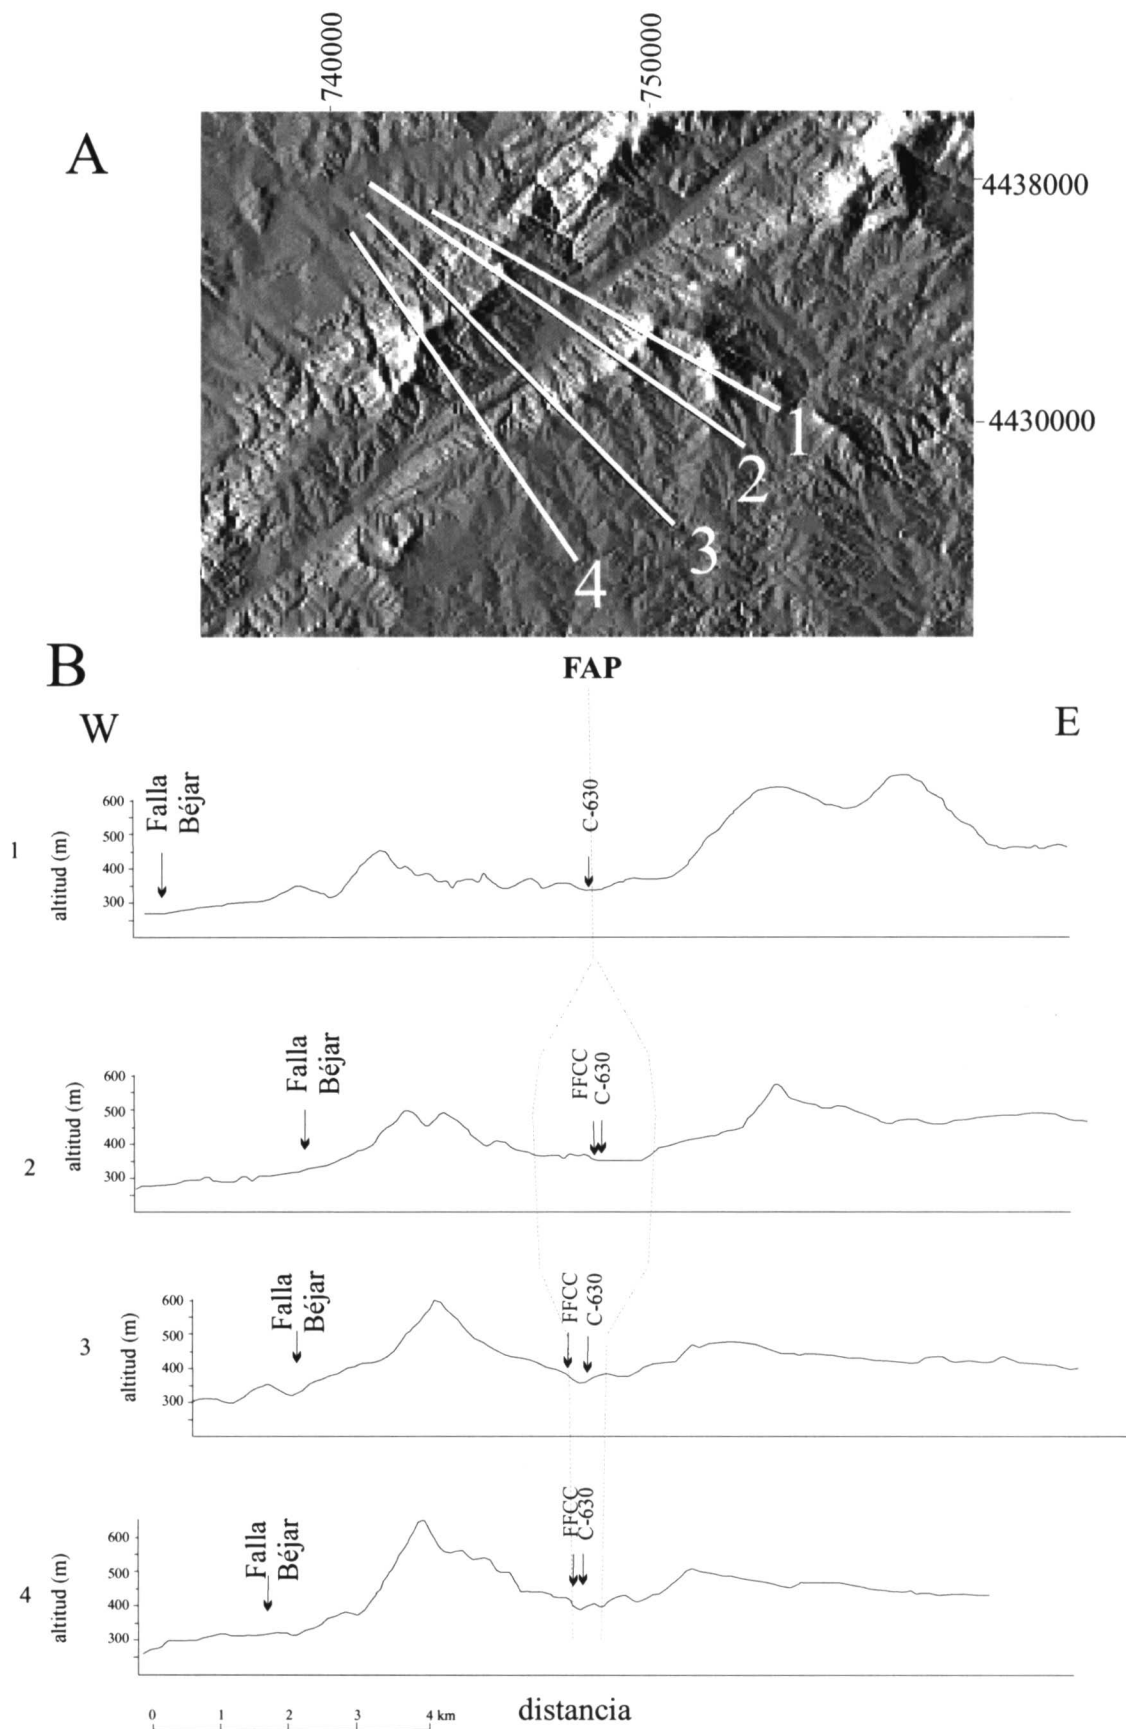 740000
750000
A
4438000
4430000
1
2
3
4
B
FAP
W
E
Falla
Béjar
C-630
1
altitud (m)
600
500
400
300
Falla
Béjar
FFCC
C-630
2
altitud (m)
600
500
400
300
Falla
Béjar
FFCC
C-630
3
altitud (m)
600
500
400
300
Falla
Béjar
FFCC
C-630
4
altitud (m)
600
500
400
300
0 1 2 3 4 km
distancia